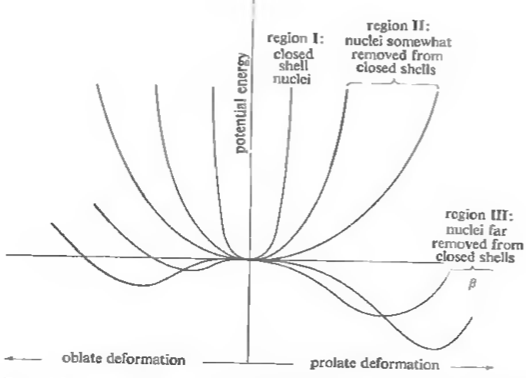 potential energy
region I:
closed
shell
nuclei
region II:
nuclei somewhat
removed from
closed shells
region III:
nuclei far
removed from
closed shells
β
oblate deformation
prolate deformation